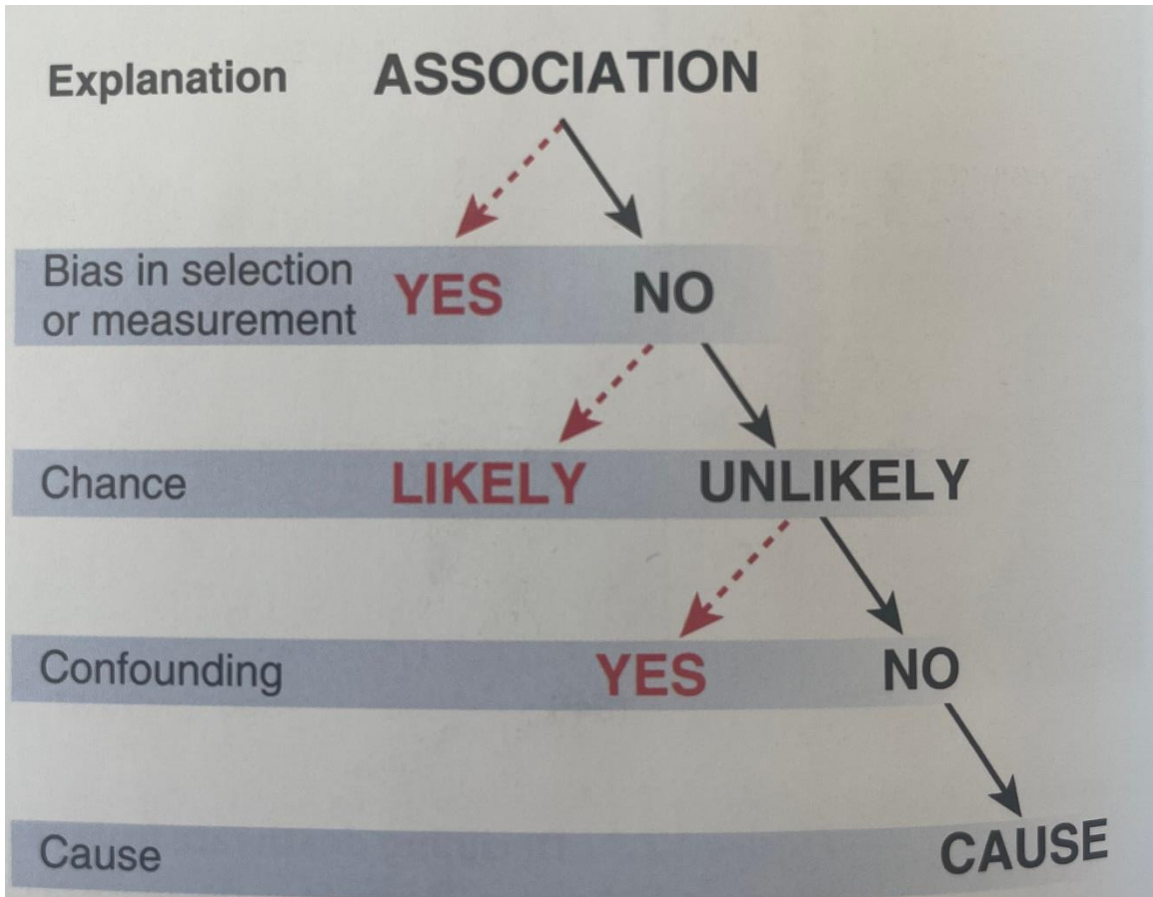 Explanation ASSOCIATION
Bias in selection
or measurement YES NO
Chance LIKELY UNLIKELY
Confounding YES NO
Cause CAUSE